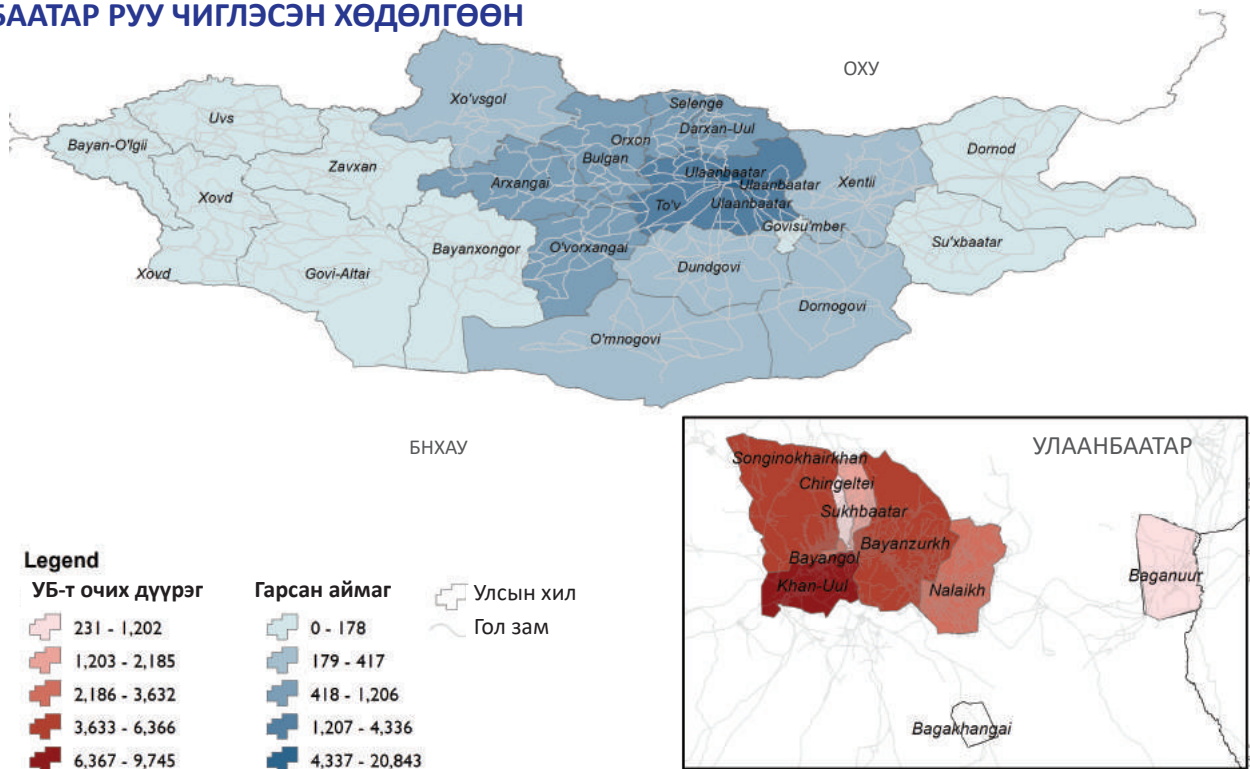 БААТАР РУУ ЧИГЛЭСЭН ХӨДӨЛГӨӨН
ОХУ
Xo'vsgol
Selenge
Uvs
Orxon
Darxan-Uul
Bayan-O'lgii
Dornod
Zavxan
Bulgan
Ulaanbaatar
Arxangai
Ulaanbaatar
Xentii
Xovd
To'v
Ulaanbaatar
Govisu'mber
Bayanxongor
O'vorxangai
Su'xbaatar
Xovd
Govi-Altai
Dundgovi
Dornogovi
O'mnogovi
БНХАУ
УЛААНБААТАР
Songinokhairkhan
Chingeltei
Sukhbaatar
Bayanzurkh
Bayangol
Khan-Uul
Nalaikh
Baganuur
Bagakhangai
Legend
УБ-т очих дүүрэг
231 - 1,202
1,203 - 2,185
2,186 - 3,632
3,633 - 6,366
6,367 - 9,745
Гарсан аймаг
0 - 178
179 - 417
418 - 1,206
1,207 - 4,336
4,337 - 20,843
Улсын хил
Гол зам